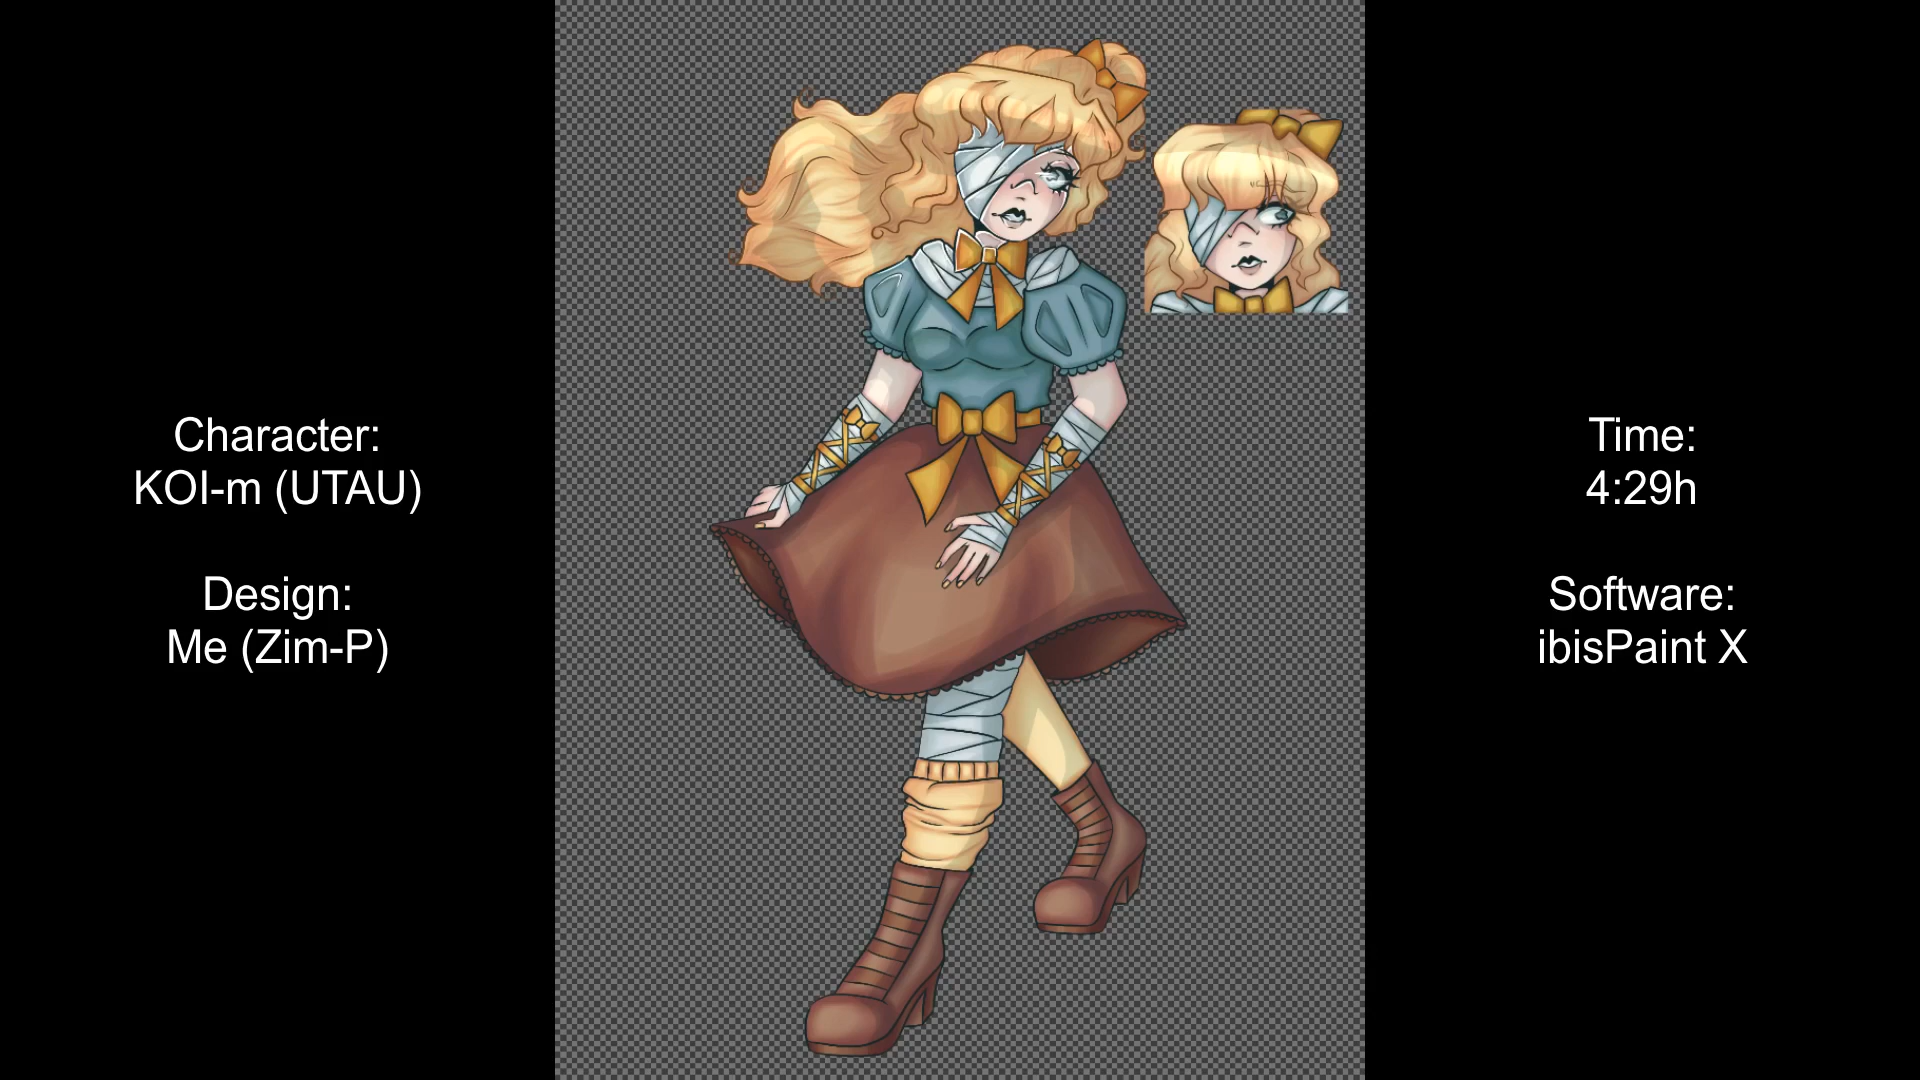 Character:
KOI-m (UTAU)
Design:
Me (Zim-P)
Time:
4:29h
Software:
ibisPaint X